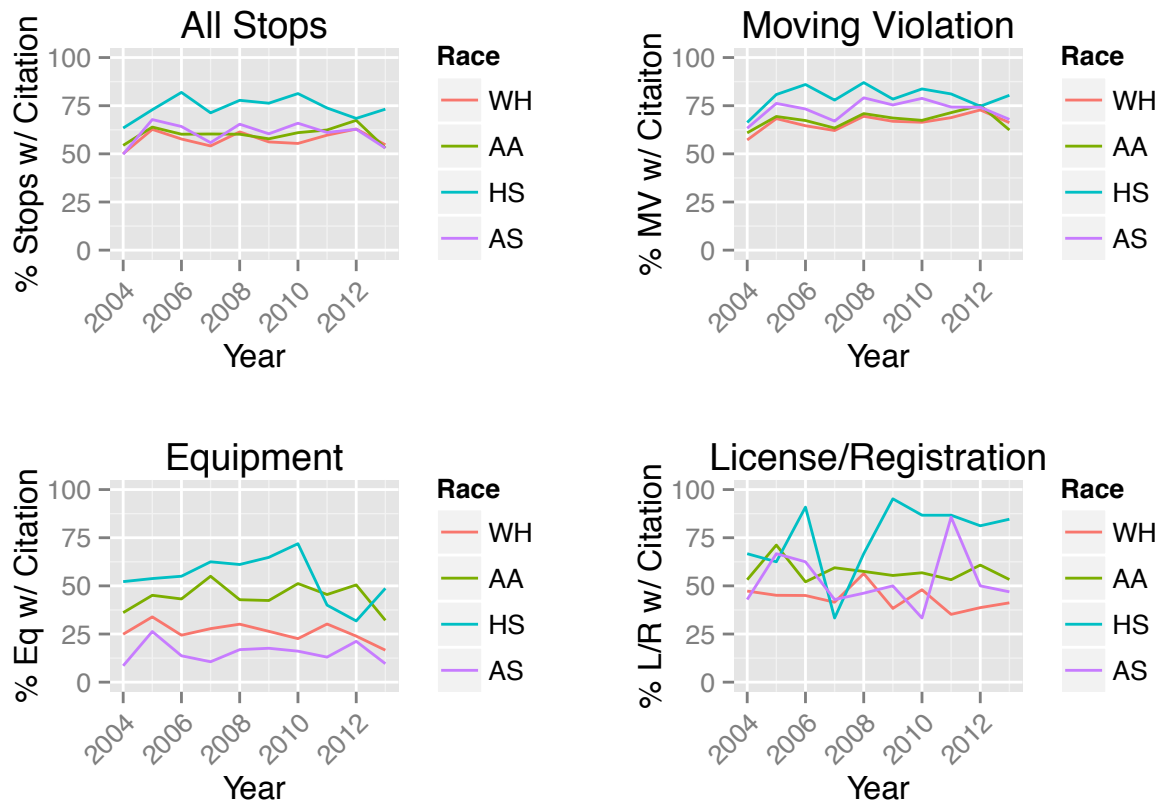 All Stops
% Stops w/ Citation
100
75
50
25
0
2004
2006
2008
2010
2012
Year
Race
WH
AA
HS
AS
Moving Violation
% MV w/ Citaiton
100
75
50
25
0
2004
2006
2008
2010
2012
Year
Race
WH
AA
HS
AS
Equipment
% Eq w/ Citation
100
75
50
25
0
2004
2006
2008
2010
2012
Year
Race
WH
AA
HS
AS
License/Registration
% L/R w/ Citation
100
75
50
25
0
2004
2006
2008
2010
2012
Year
Race
WH
AA
HS
AS